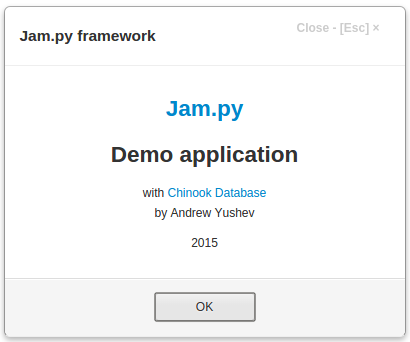 Jam.py framework
Close - [Esc] ×
Jam.py
Demo application
with Chinook Database
by Andrew Yushev
2015
OK